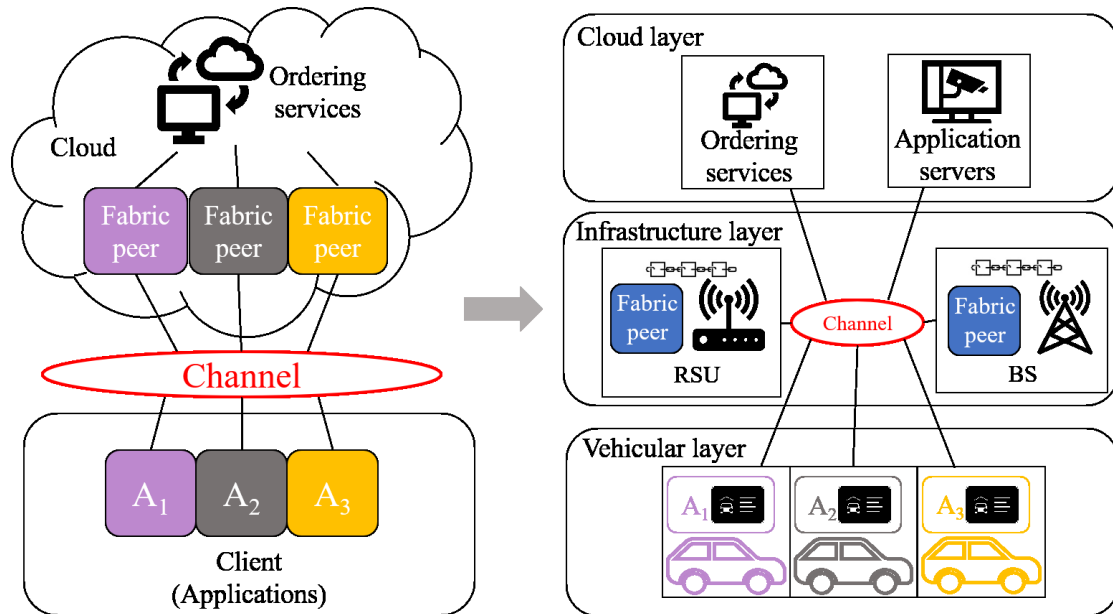 Ordering
services
Cloud
Fabric
peer
Fabric
peer
Fabric
peer
Channel
A₁
A₂
A₃
Client
(Applications)
Cloud layer
Ordering
services
Application
servers
Infrastructure layer
Fabric
peer
RSU
Channel
Fabric
peer
BS
Vehicular layer
A₁
A₂
A₃